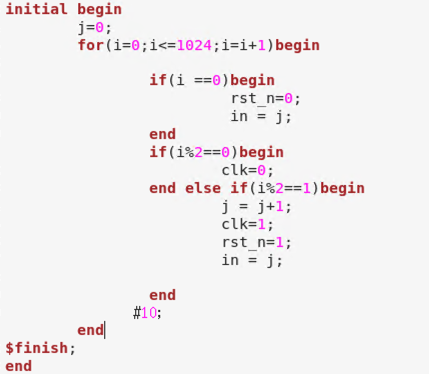 initial begin
j=0;
for(i=0;i<=1024;i=i+1)begin
if(i ==0)begin
rst_n=0;
in = j;
end
if(i%2==0)begin
clk=0;
end else if(i%2==1)begin
j = j+1;
clk=1;
rst_n=1;
in = j;
end
#10;
end
$finish;
end